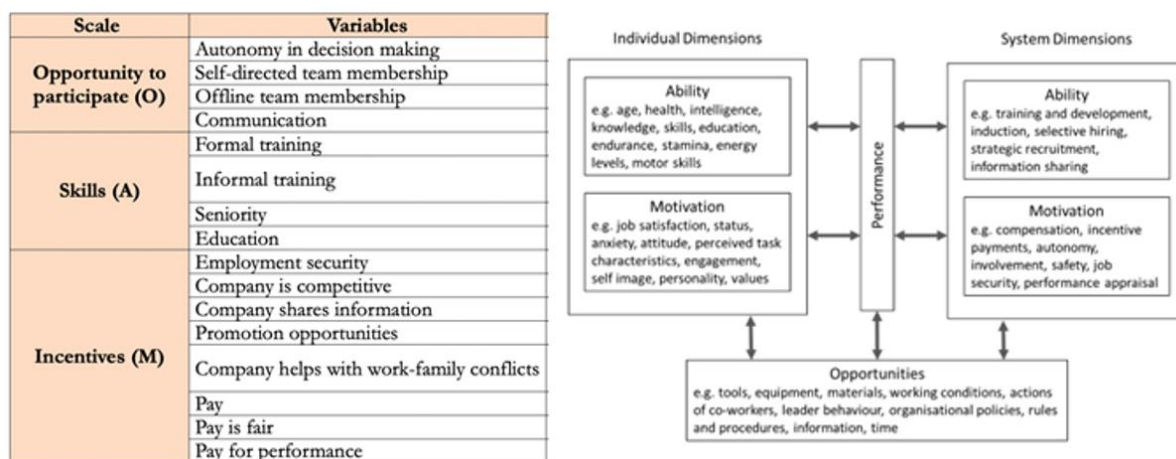 Scale Variables
Opportunity to
participate (O)
Autonomy in decision making
Self-directed team membership
Offline team membership
Communication
Skills (A)
Formal training
Informal training
Seniority
Education
Incentives (M)
Employment security
Company is competitive
Company shares information
Promotion opportunities
Company helps with work-family conflicts
Pay
Pay is fair
Pay for performance
Individual Dimensions
Ability
e.g. age, health, intelligence,
knowledge, skills, education,
endurance, stamina, energy
levels, motor skills
Motivation
e.g. job satisfaction, status,
anxiety, attitude, perceived task
characteristics, engagement,
self image, personality, values
Performance
System Dimensions
Ability
e.g. training and development,
induction, selective hiring,
strategic recruitment,
information sharing
Motivation
e.g. compensation, incentive
payments, autonomy,
involvement, safety, job
security, performance appraisal
Opportunities
e.g. tools, equipment, materials, working conditions, actions
of co-workers, leader behaviour, organisational policies, rules
and procedures, information, time